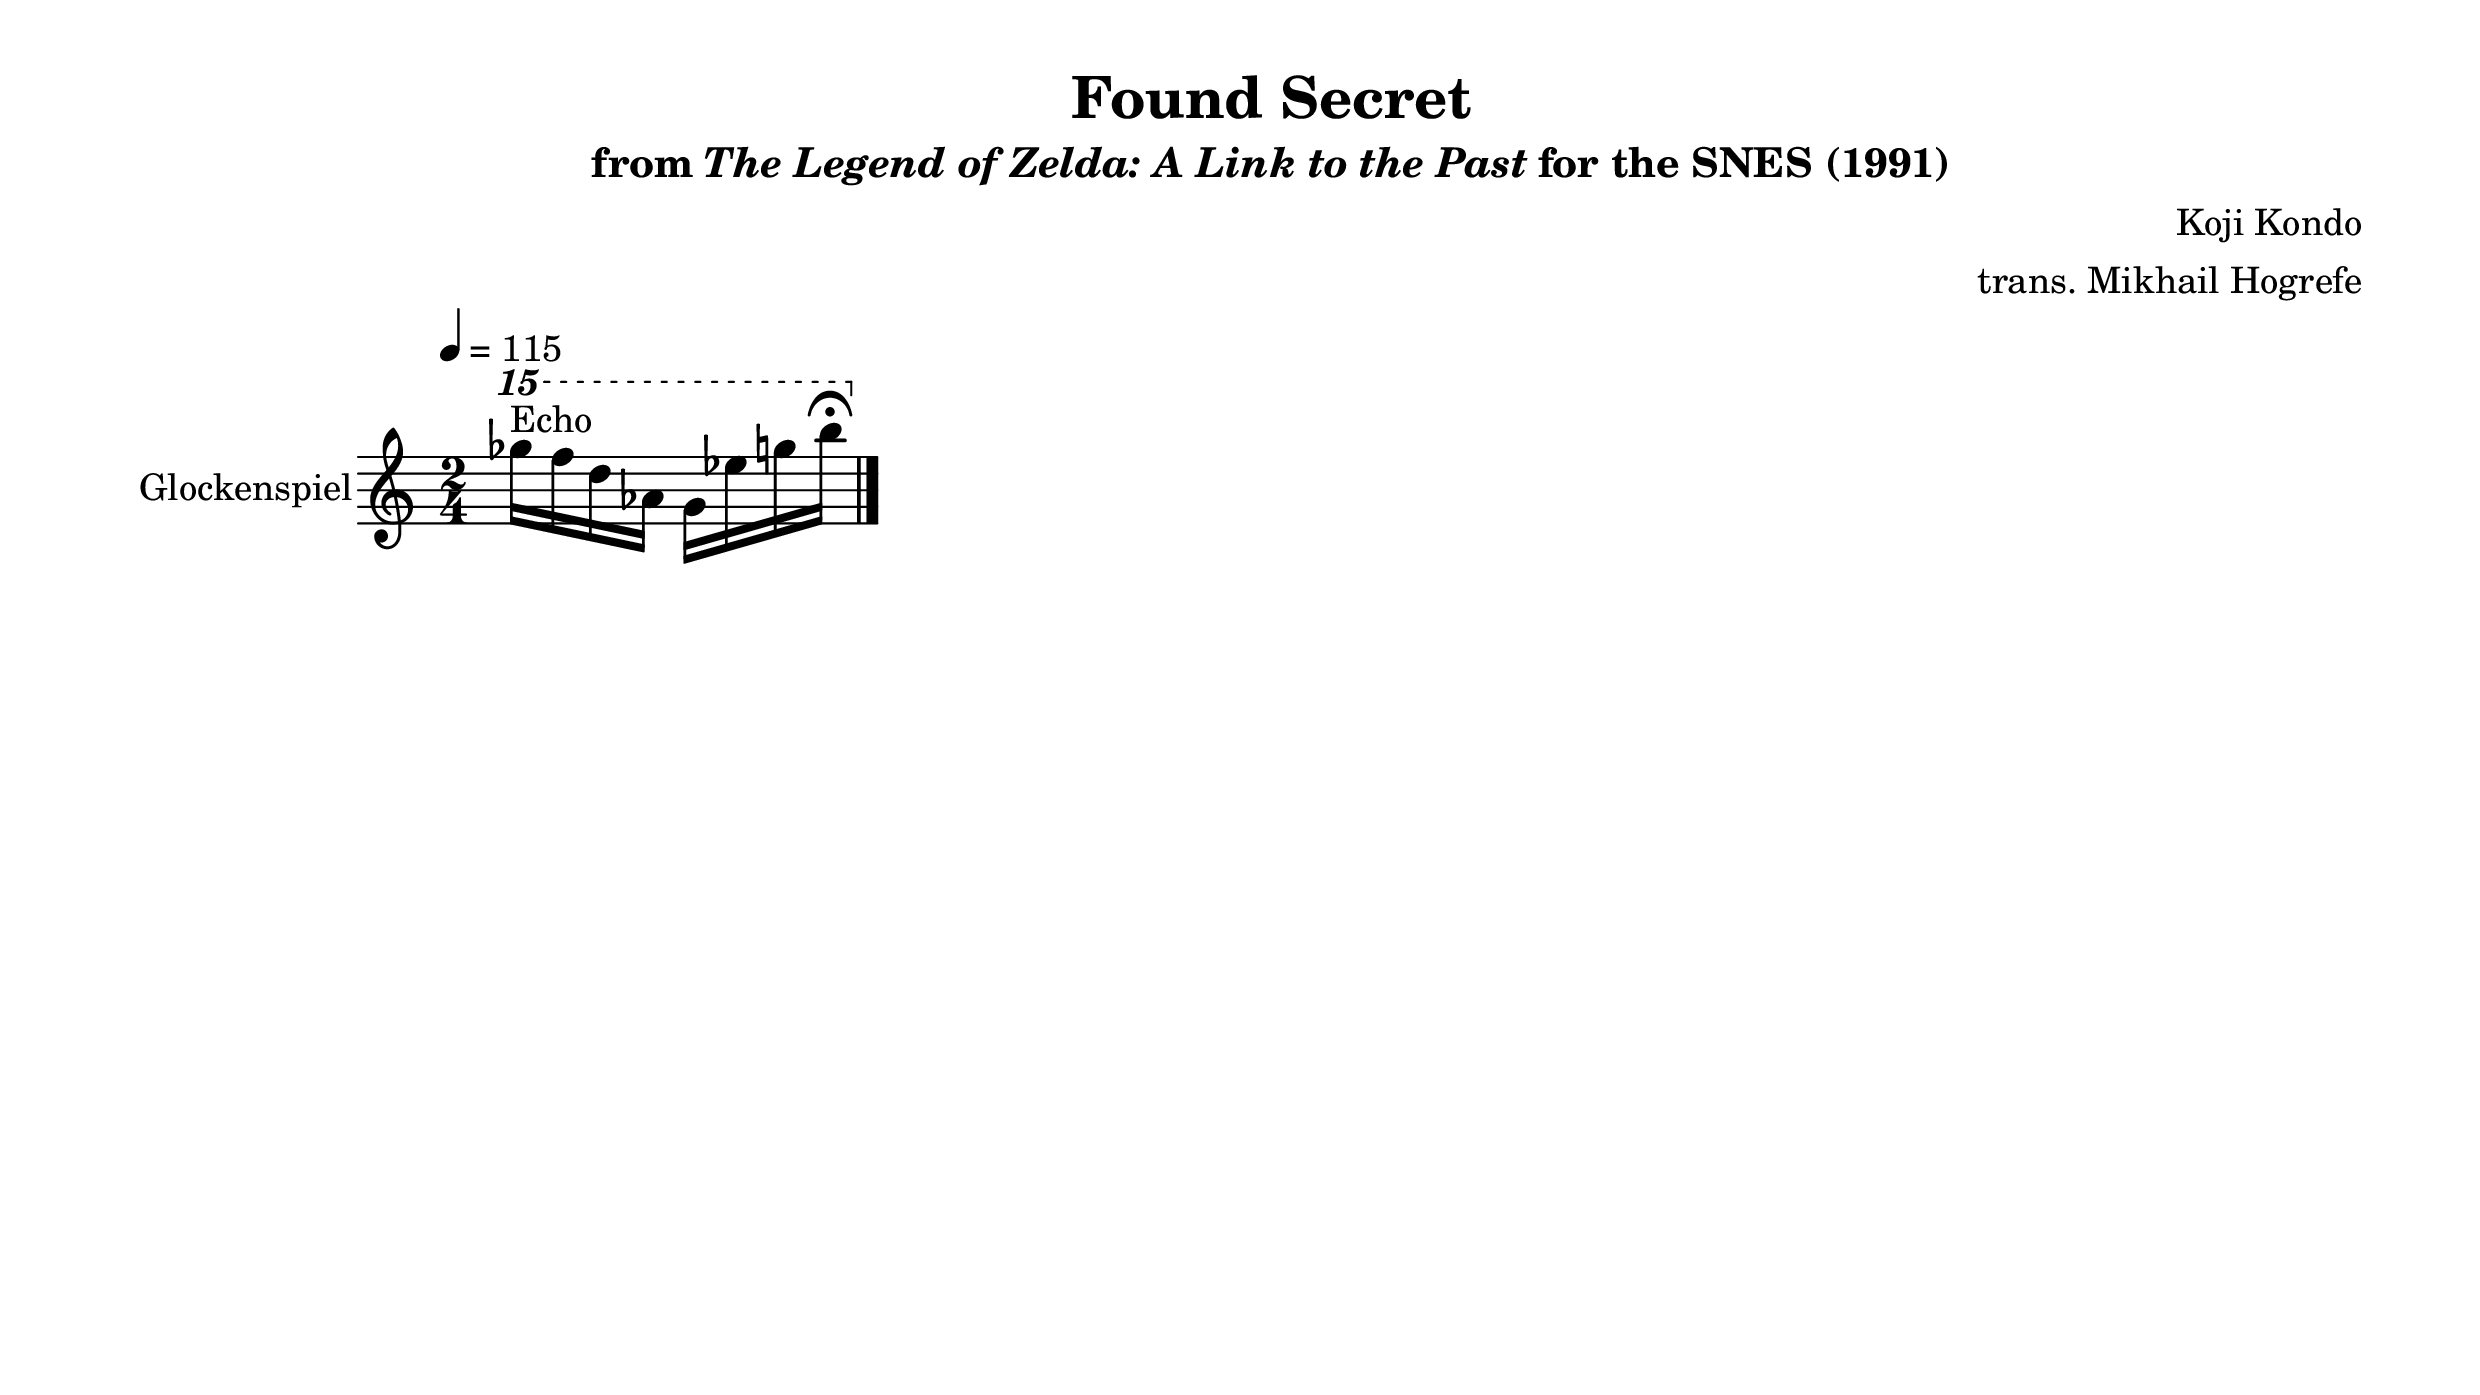 Found Secret
from The Legend of Zelda: A Link to the Past for the SNES (1991)
Koji Kondo
trans. Mikhail Hogrefe
= 115
15
Echo
Glockenspiel
2
4